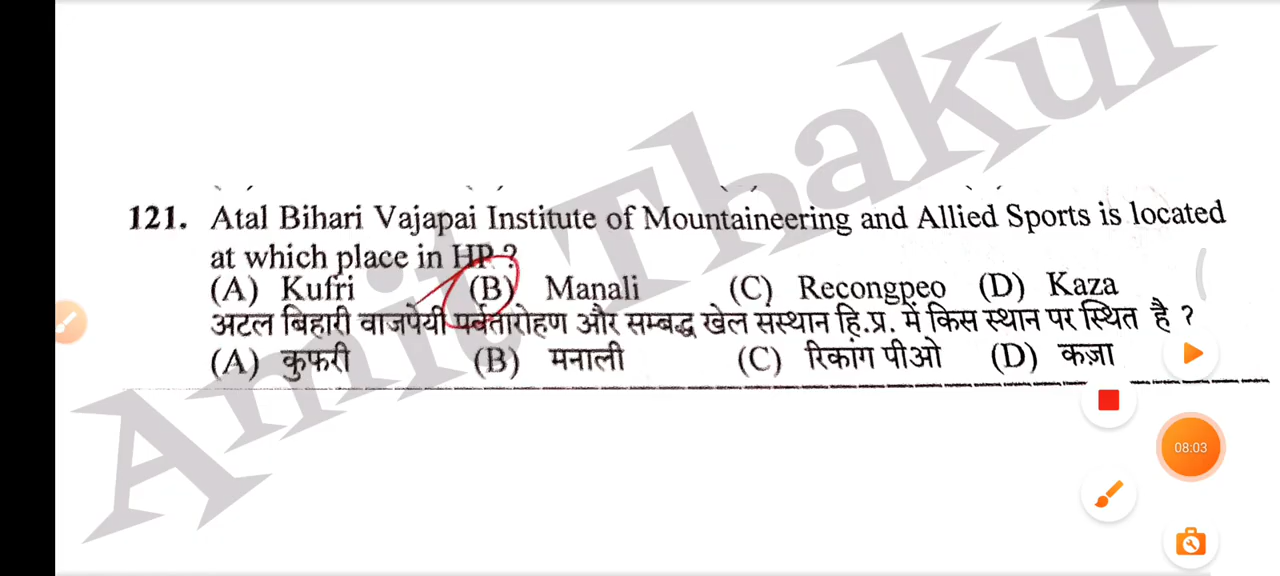 Amit Thakur
121. Atal Bihari Vajapai Institute of Mountaineering and Allied Sports is located
at which place in HP ?
(A) Kufri (B) Manali (C) Recongpeo (D) Kaza
अटल बिहारी वाजपेयी पर्वतारोहण और सम्बद्ध खेल संस्थान हि.प्र. में किस स्थान पर स्थित है ?
(A) कुफरी (B) मनाली (C) रिकांग पीओ (D) कज़ा
08:03